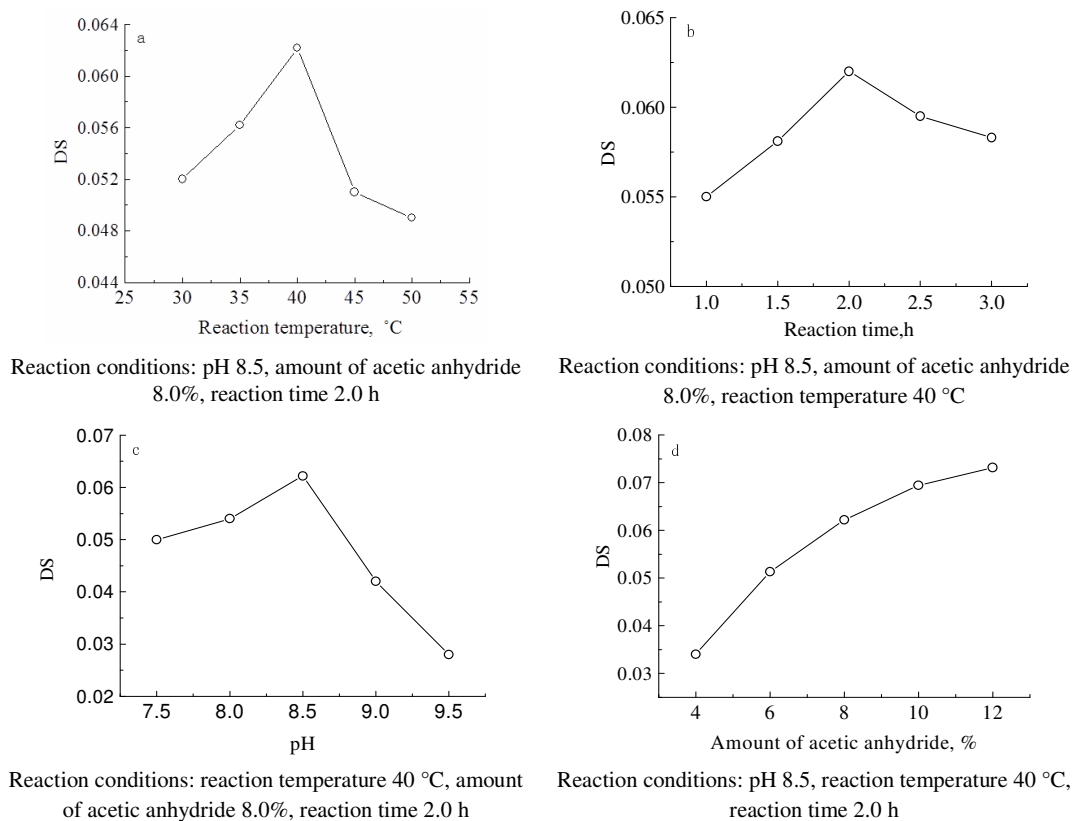 a
0.064
0.060
0.056
0.052
0.048
0.044
DS
25 30 35 40 45 50 55
Reaction temperature, °C
Reaction conditions: pH 8.5, amount of acetic anhydride
8.0%, reaction time 2.0 h
b
0.065
0.060
0.055
0.050
DS
1.0 1.5 2.0 2.5 3.0
Reaction time,h
Reaction conditions: pH 8.5, amount of acetic anhydride
8.0%, reaction temperature 40 °C
c
0.07
0.06
0.05
0.04
0.03
0.02
DS
7.5 8.0 8.5 9.0 9.5
pH
Reaction conditions: reaction temperature 40 °C, amount
of acetic anhydride 8.0%, reaction time 2.0 h
d
0.08
0.07
0.06
0.05
0.04
0.03
DS
4 6 8 10 12
Amount of acetic anhydride, %
Reaction conditions: pH 8.5, reaction temperature 40 °C,
reaction time 2.0 h